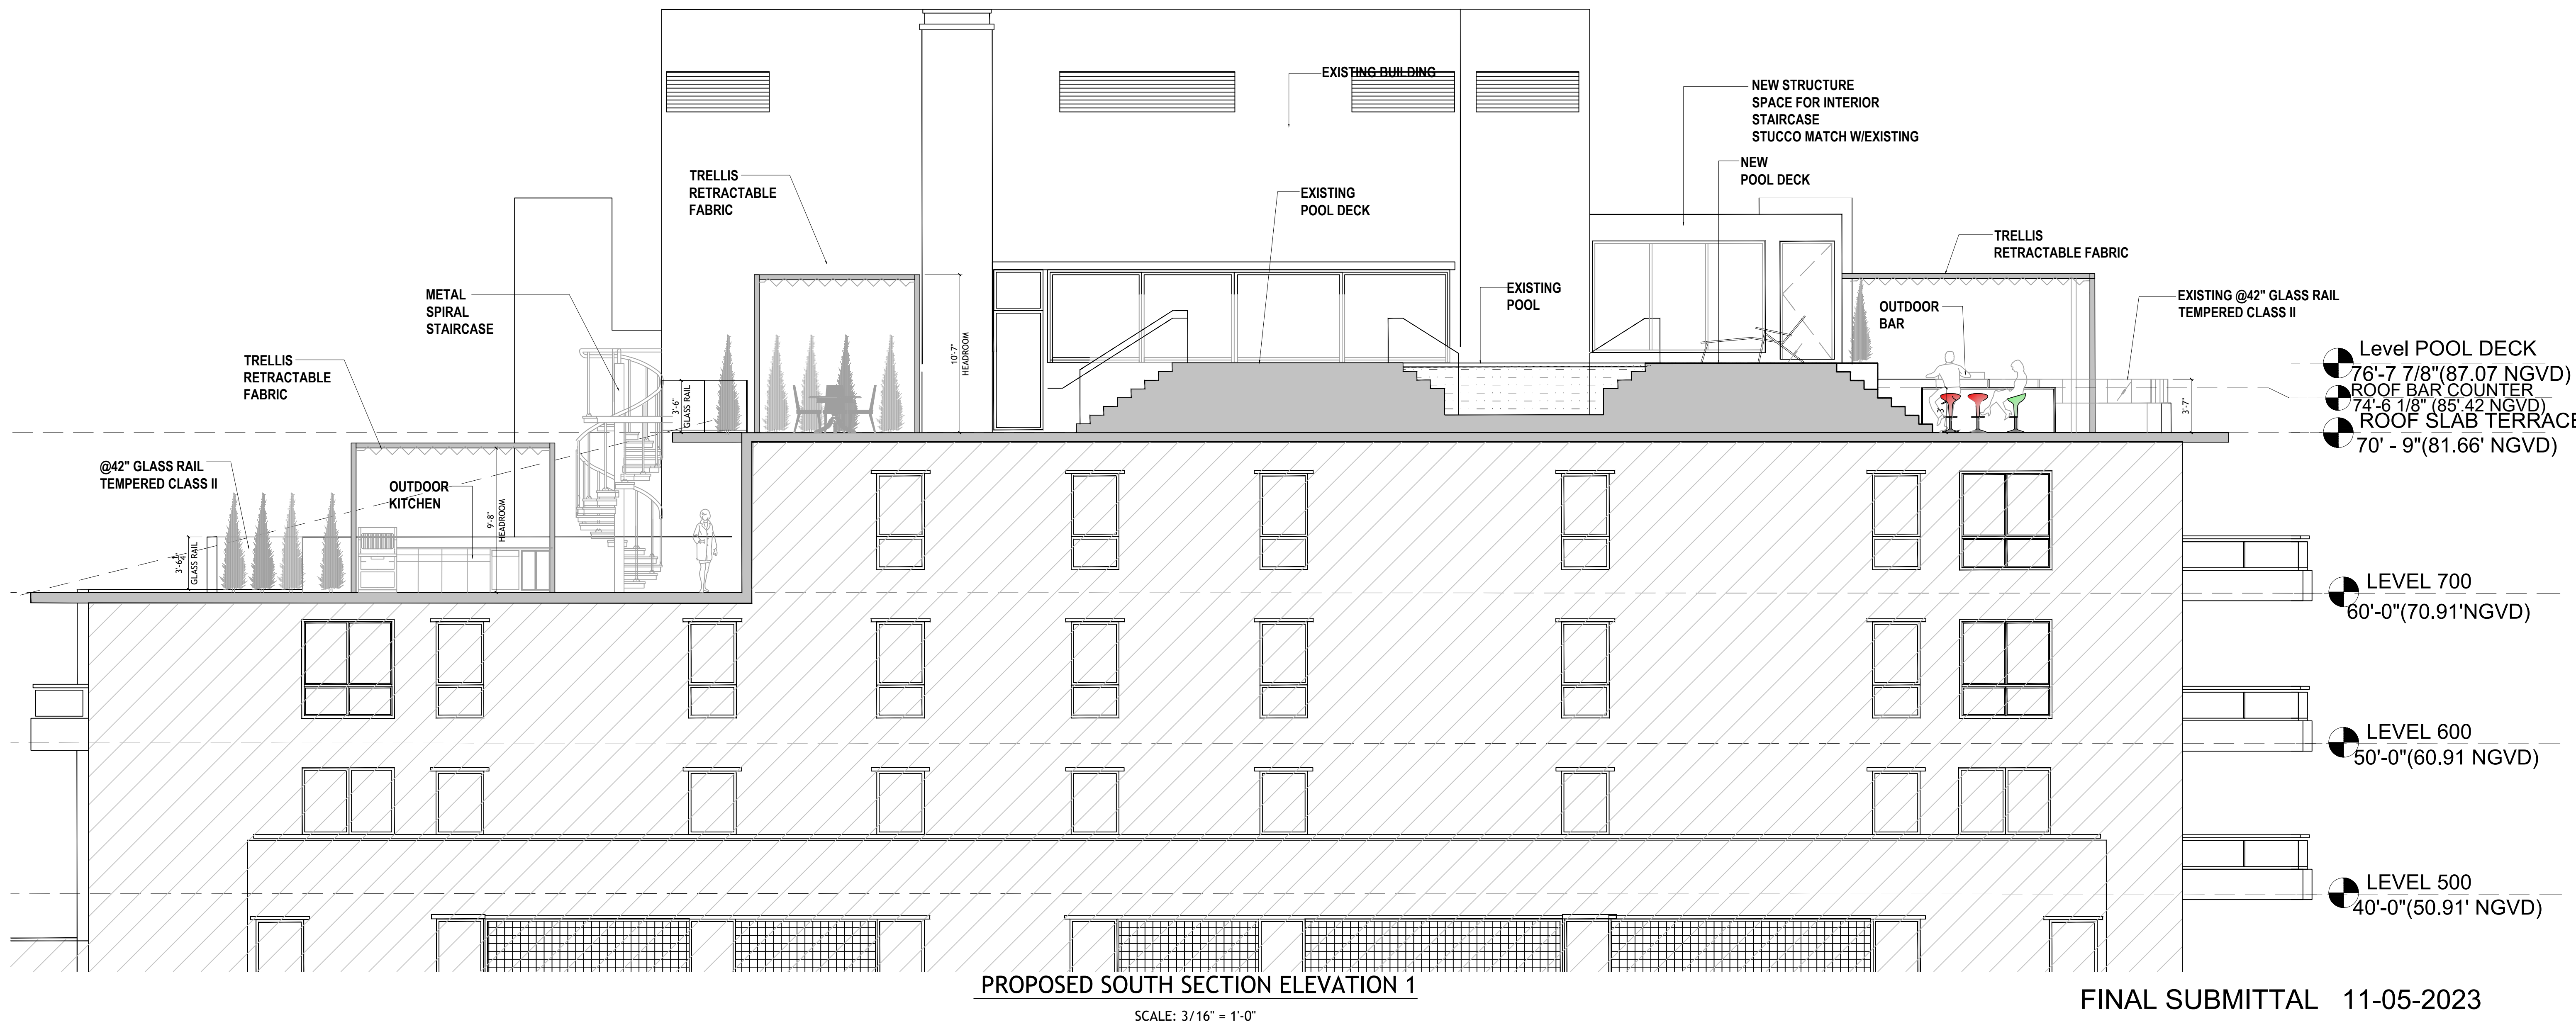 EXISTING BUILDING
NEW STRUCTURE
SPACE FOR INTERIOR
STAIRCASE
STUCCO MATCH W/EXISTING
NEW
POOL DECK
TRELLIS
RETRACTABLE
FABRIC
EXISTING
POOL DECK
TRELLIS
RETRACTABLE FABRIC
METAL
SPIRAL
STAIRCASE
EXISTING
POOL
OUTDOOR
BAR
EXISTING @42" GLASS RAIL
TEMPERED CLASS II
TRELLIS
RETRACTABLE
FABRIC
10'-7"
HEADROOM
3'-6"
GLASS RAIL
3'-7"
Level POOL DECK
76'-7 7/8"(87.07 NGVD)
ROOF BAR COUNTER
74'-6 1/8" (85'.42 NGVD)
ROOF SLAB TERRACE
70' - 9"(81.66' NGVD)
@42" GLASS RAIL
TEMPERED CLASS II
OUTDOOR
KITCHEN
9'-8"
HEADROOM
GLASS RAIL
LEVEL 700
60'-0"(70.91'NGVD)
LEVEL 600
50'-0"(60.91 NGVD)
LEVEL 500
40'-0"(50.91' NGVD)
PROPOSED SOUTH SECTION ELEVATION 1
SCALE: 3/16" = 1'-0"
FINAL SUBMITTAL 11-05-2023